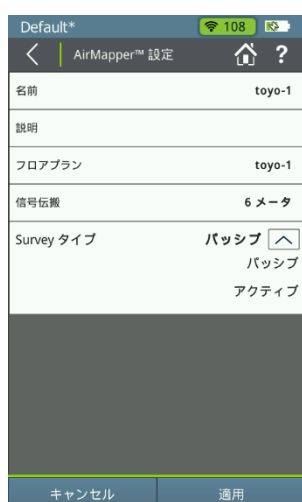 Default* 108
AirMapper™ 設定 ?
名前 toyo-1
説明
フロアプラン toyo-1
信号伝搬 6 メータ
Survey タイプ パッシブ
パッシブ
アクティブ
キャンセル 適用